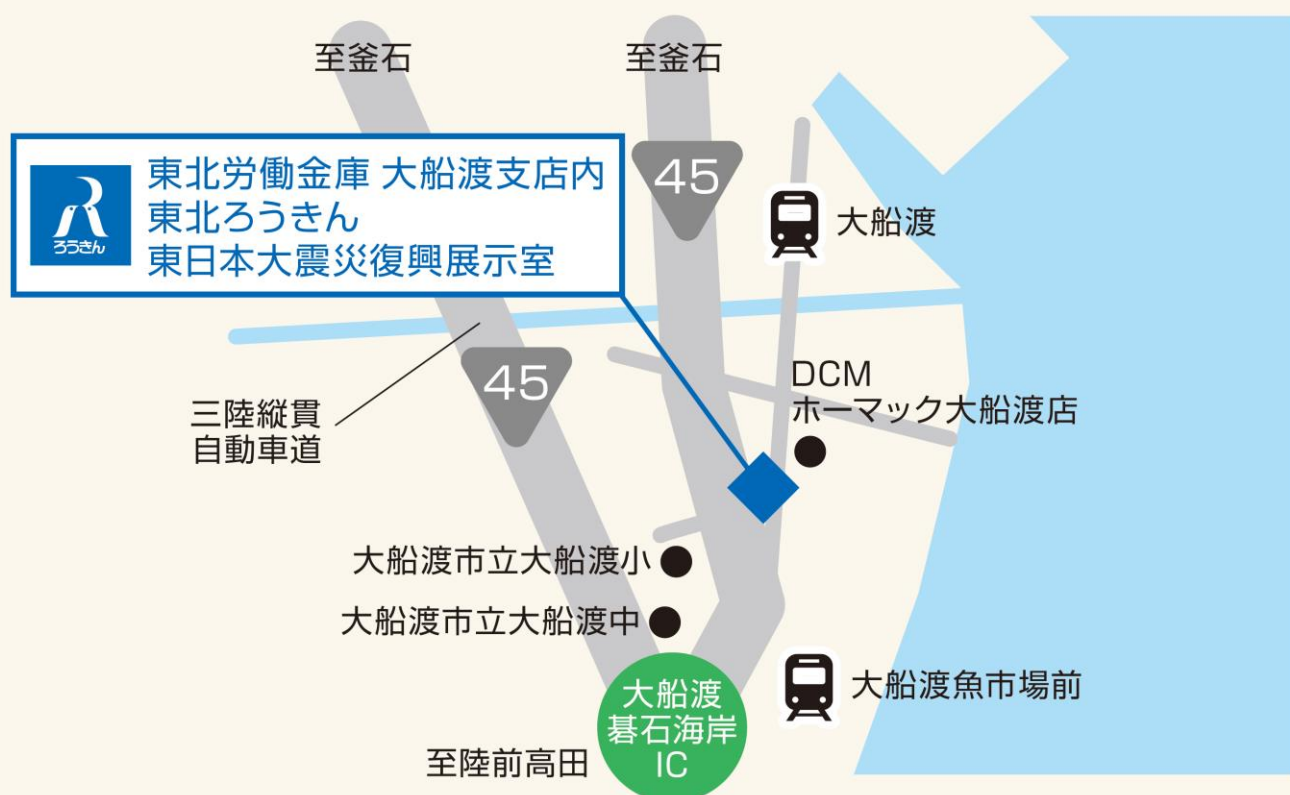 至釜石
至釜石
45
ろうきん
東北労働金庫 大船渡支店内
東北ろうきん
東日本大震災復興展示室
大船渡
45
三陸縦貫
自動車道
DCM
ホーマック大船渡店
大船渡市立大船渡小
大船渡市立大船渡中
大船渡
碁石海岸
IC
大船渡魚市場前
至陸前高田